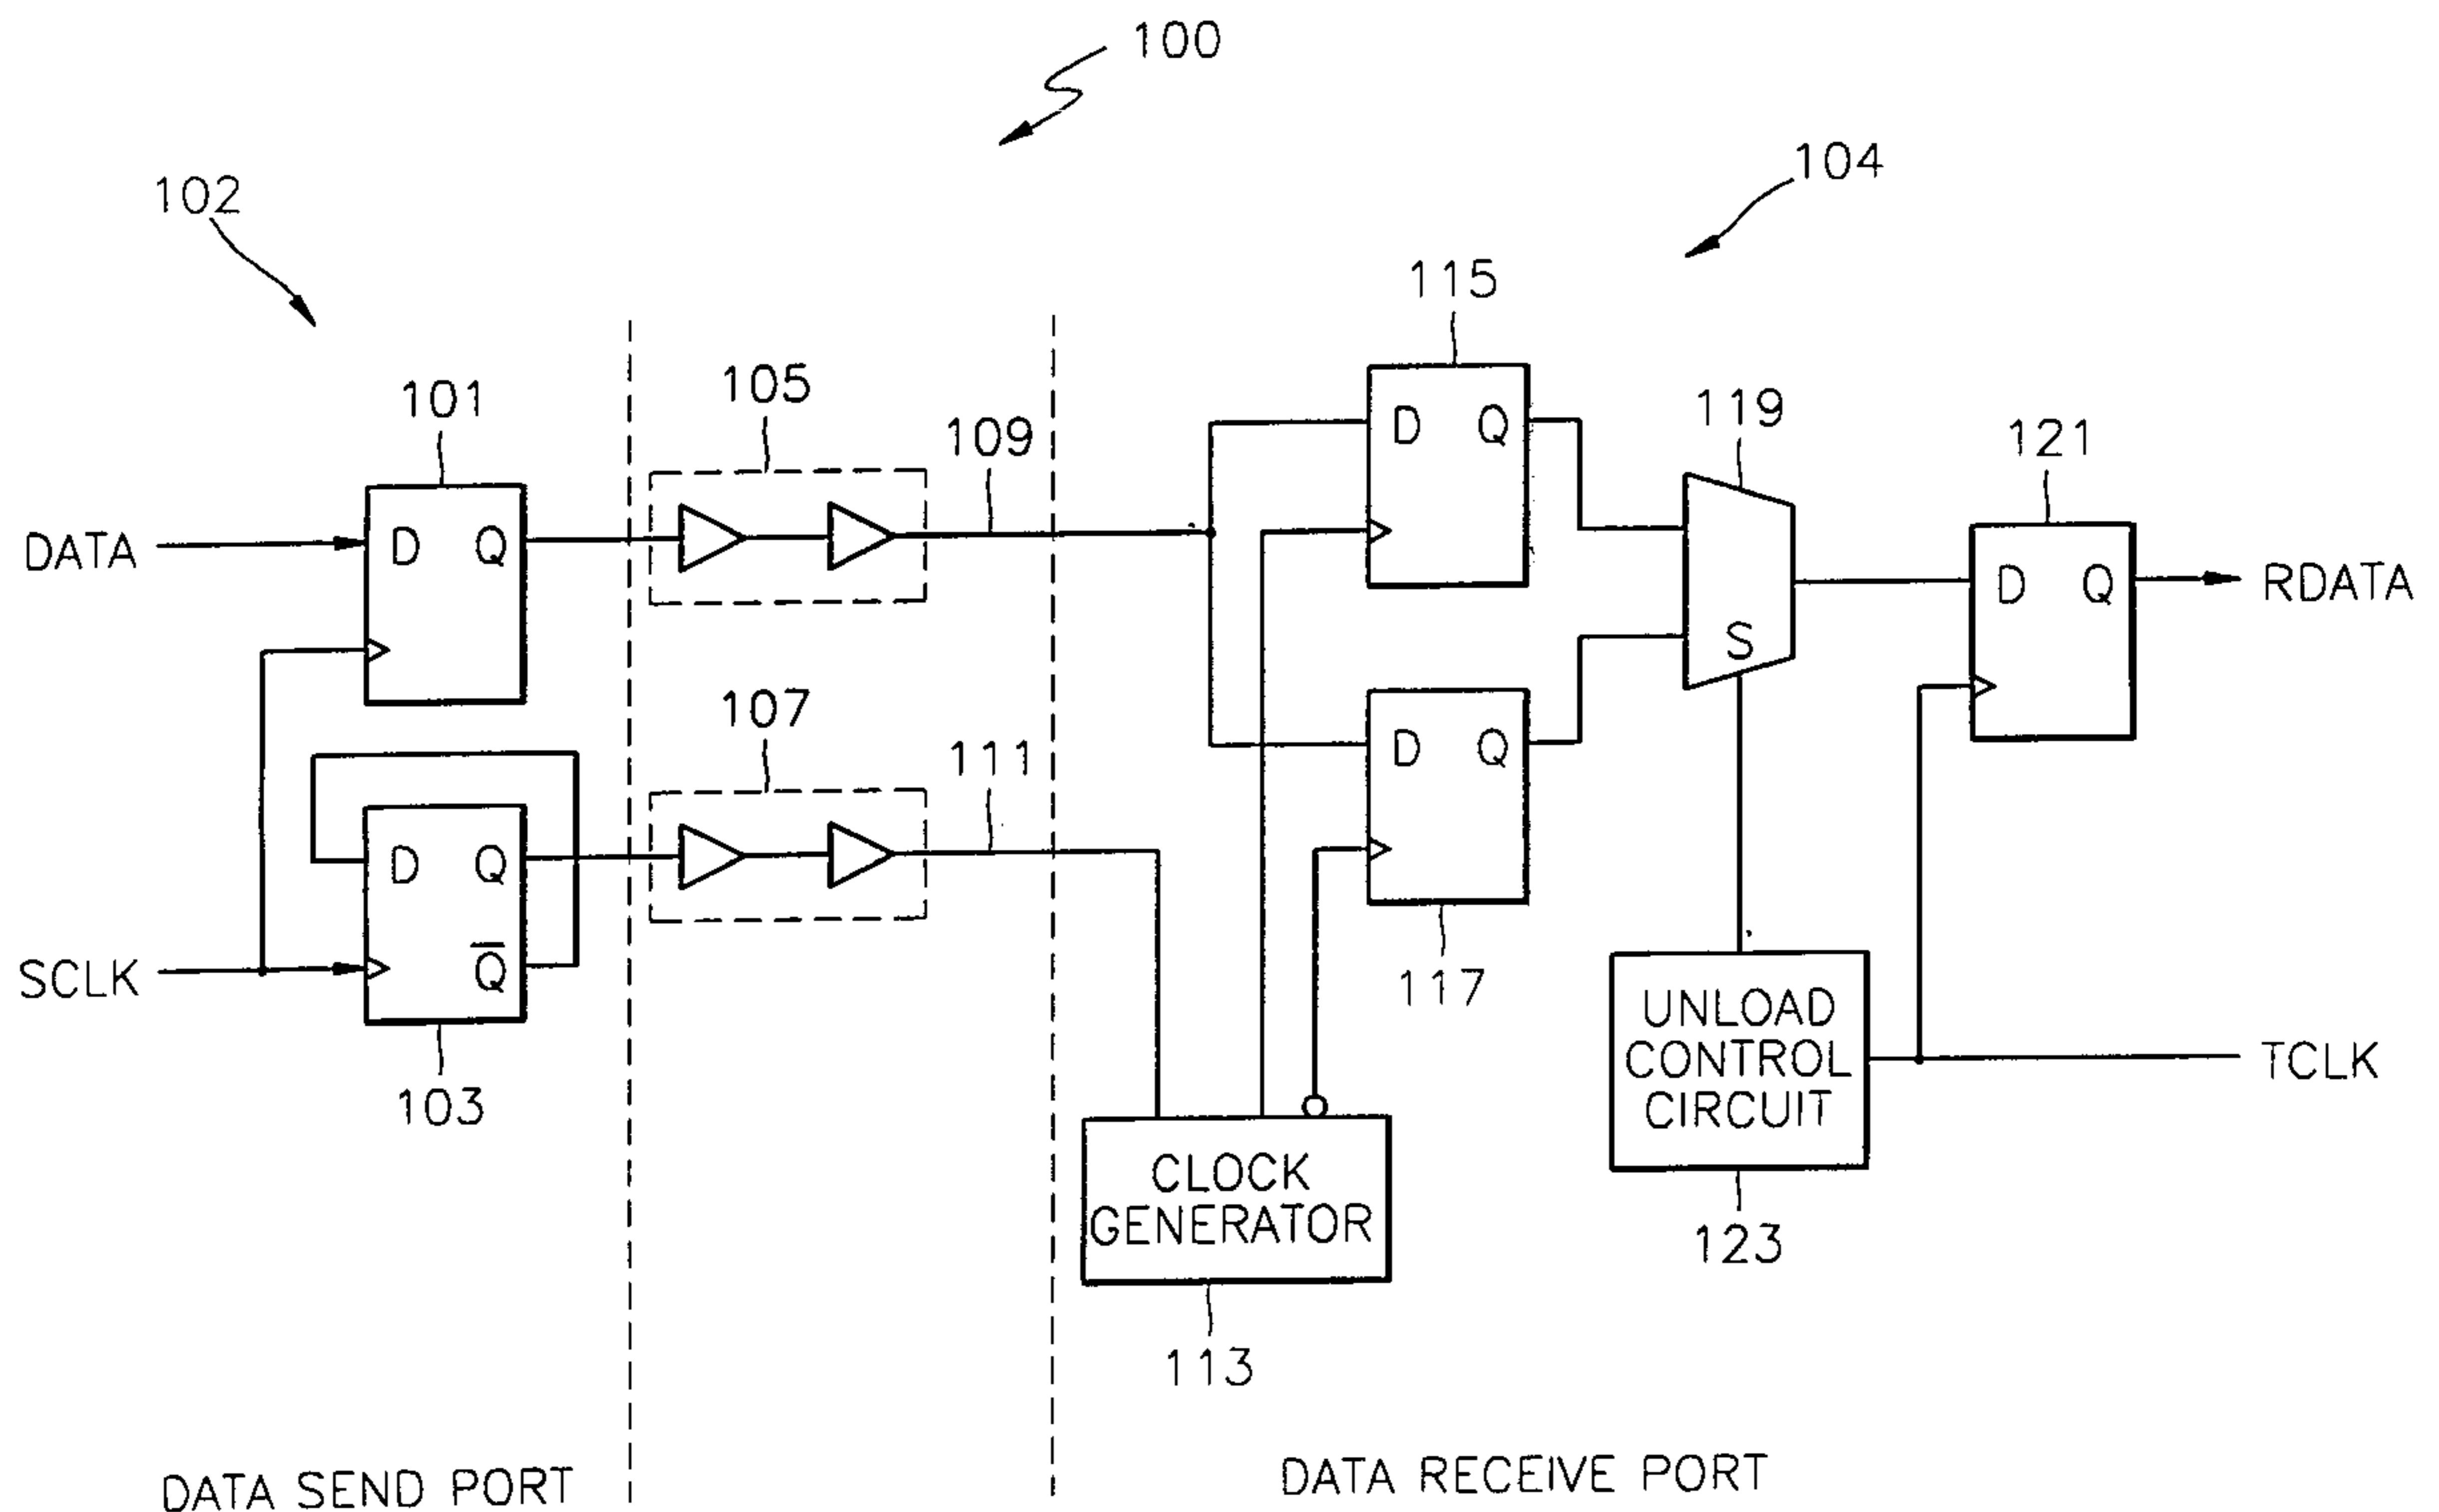 100
104
102
115
105
119
101
109
121
D Q
DATA
D Q
D Q
RDATA
S
107
111
D Q
D Q
Q
SCLK
117
UNLOAD
CONTROL
CIRCUIT
TCLK
103
CLOCK
GENERATOR
123
113
DATA SEND PORT
DATA RECEIVE PORT